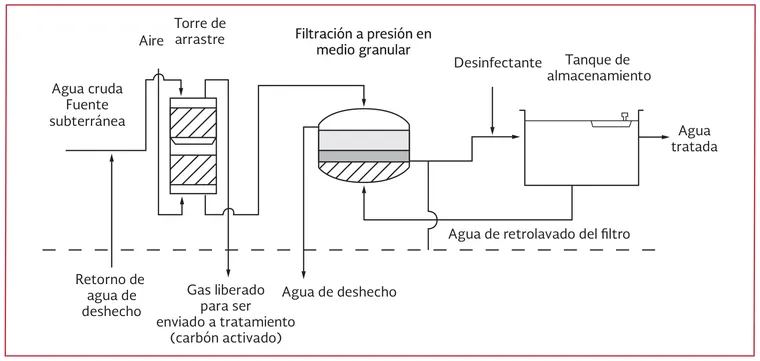 Aire
Torre de
arrastre
Filtración a presión en
medio granular
Desinfectante
Tanque de
almacenamiento
Agua cruda
Fuente
subterránea
Agua
tratada
Agua de retrolavado del filtro
Retorno de
agua de
deshecho
Gas liberado
para ser
enviado a tratamiento
(carbón activado)
Agua de deshecho